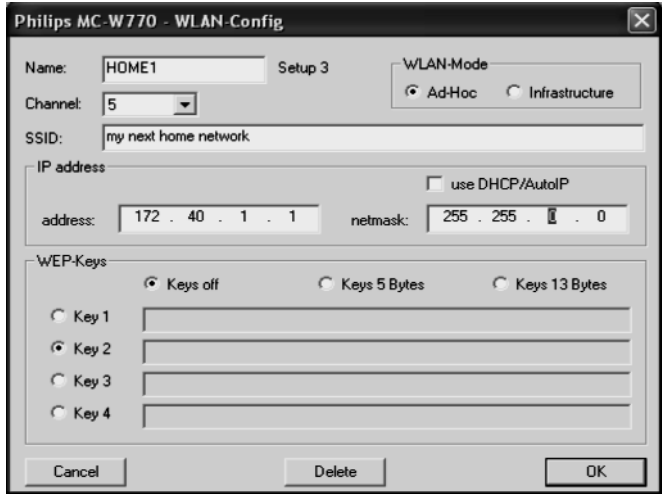 Philips MC-W770 - WLAN-Config
Name: HOME1 Setup 3
WLAN-Mode
Ad-Hoc Infrastructure
Channel: 5
SSID: my next home network
IP address
use DHCP/AutoIP
address: 172 . 40 . 1 . 1 netmask: 255 . 255 . 0 . 0
WEP-Keys
Keys off Keys 5 Bytes Keys 13 Bytes
Key 1
Key 2
Key 3
Key 4
Cancel Delete OK